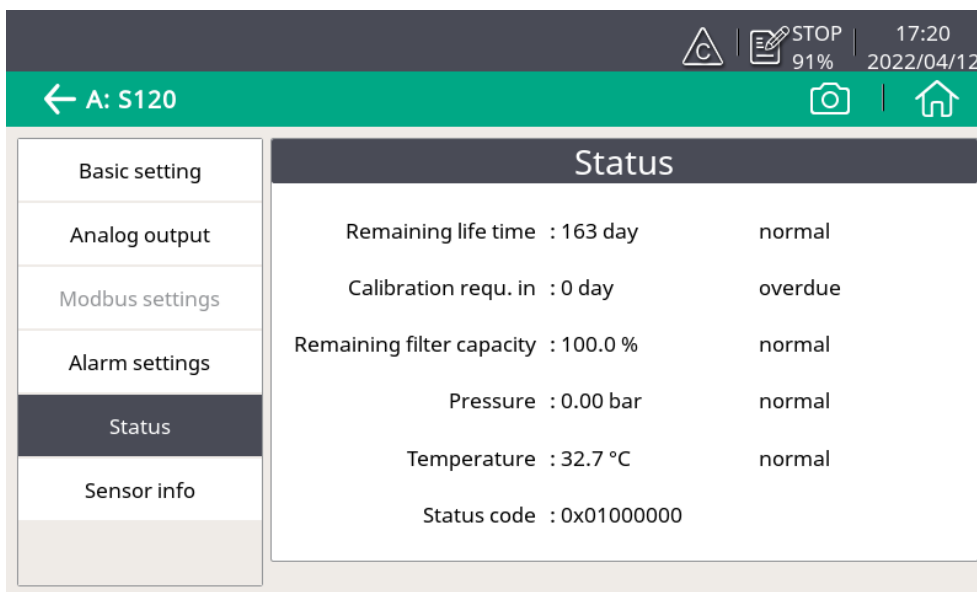 C
STOP
91%
17:20
2022/04/12
A: S120
Basic setting
Analog output
Modbus settings
Alarm settings
Status
Sensor info
Status
Remaining life time : 163 day normal
Calibration requ. in : 0 day overdue
Remaining filter capacity : 100.0 % normal
Pressure : 0.00 bar normal
Temperature : 32.7 °C normal
Status code : 0x01000000